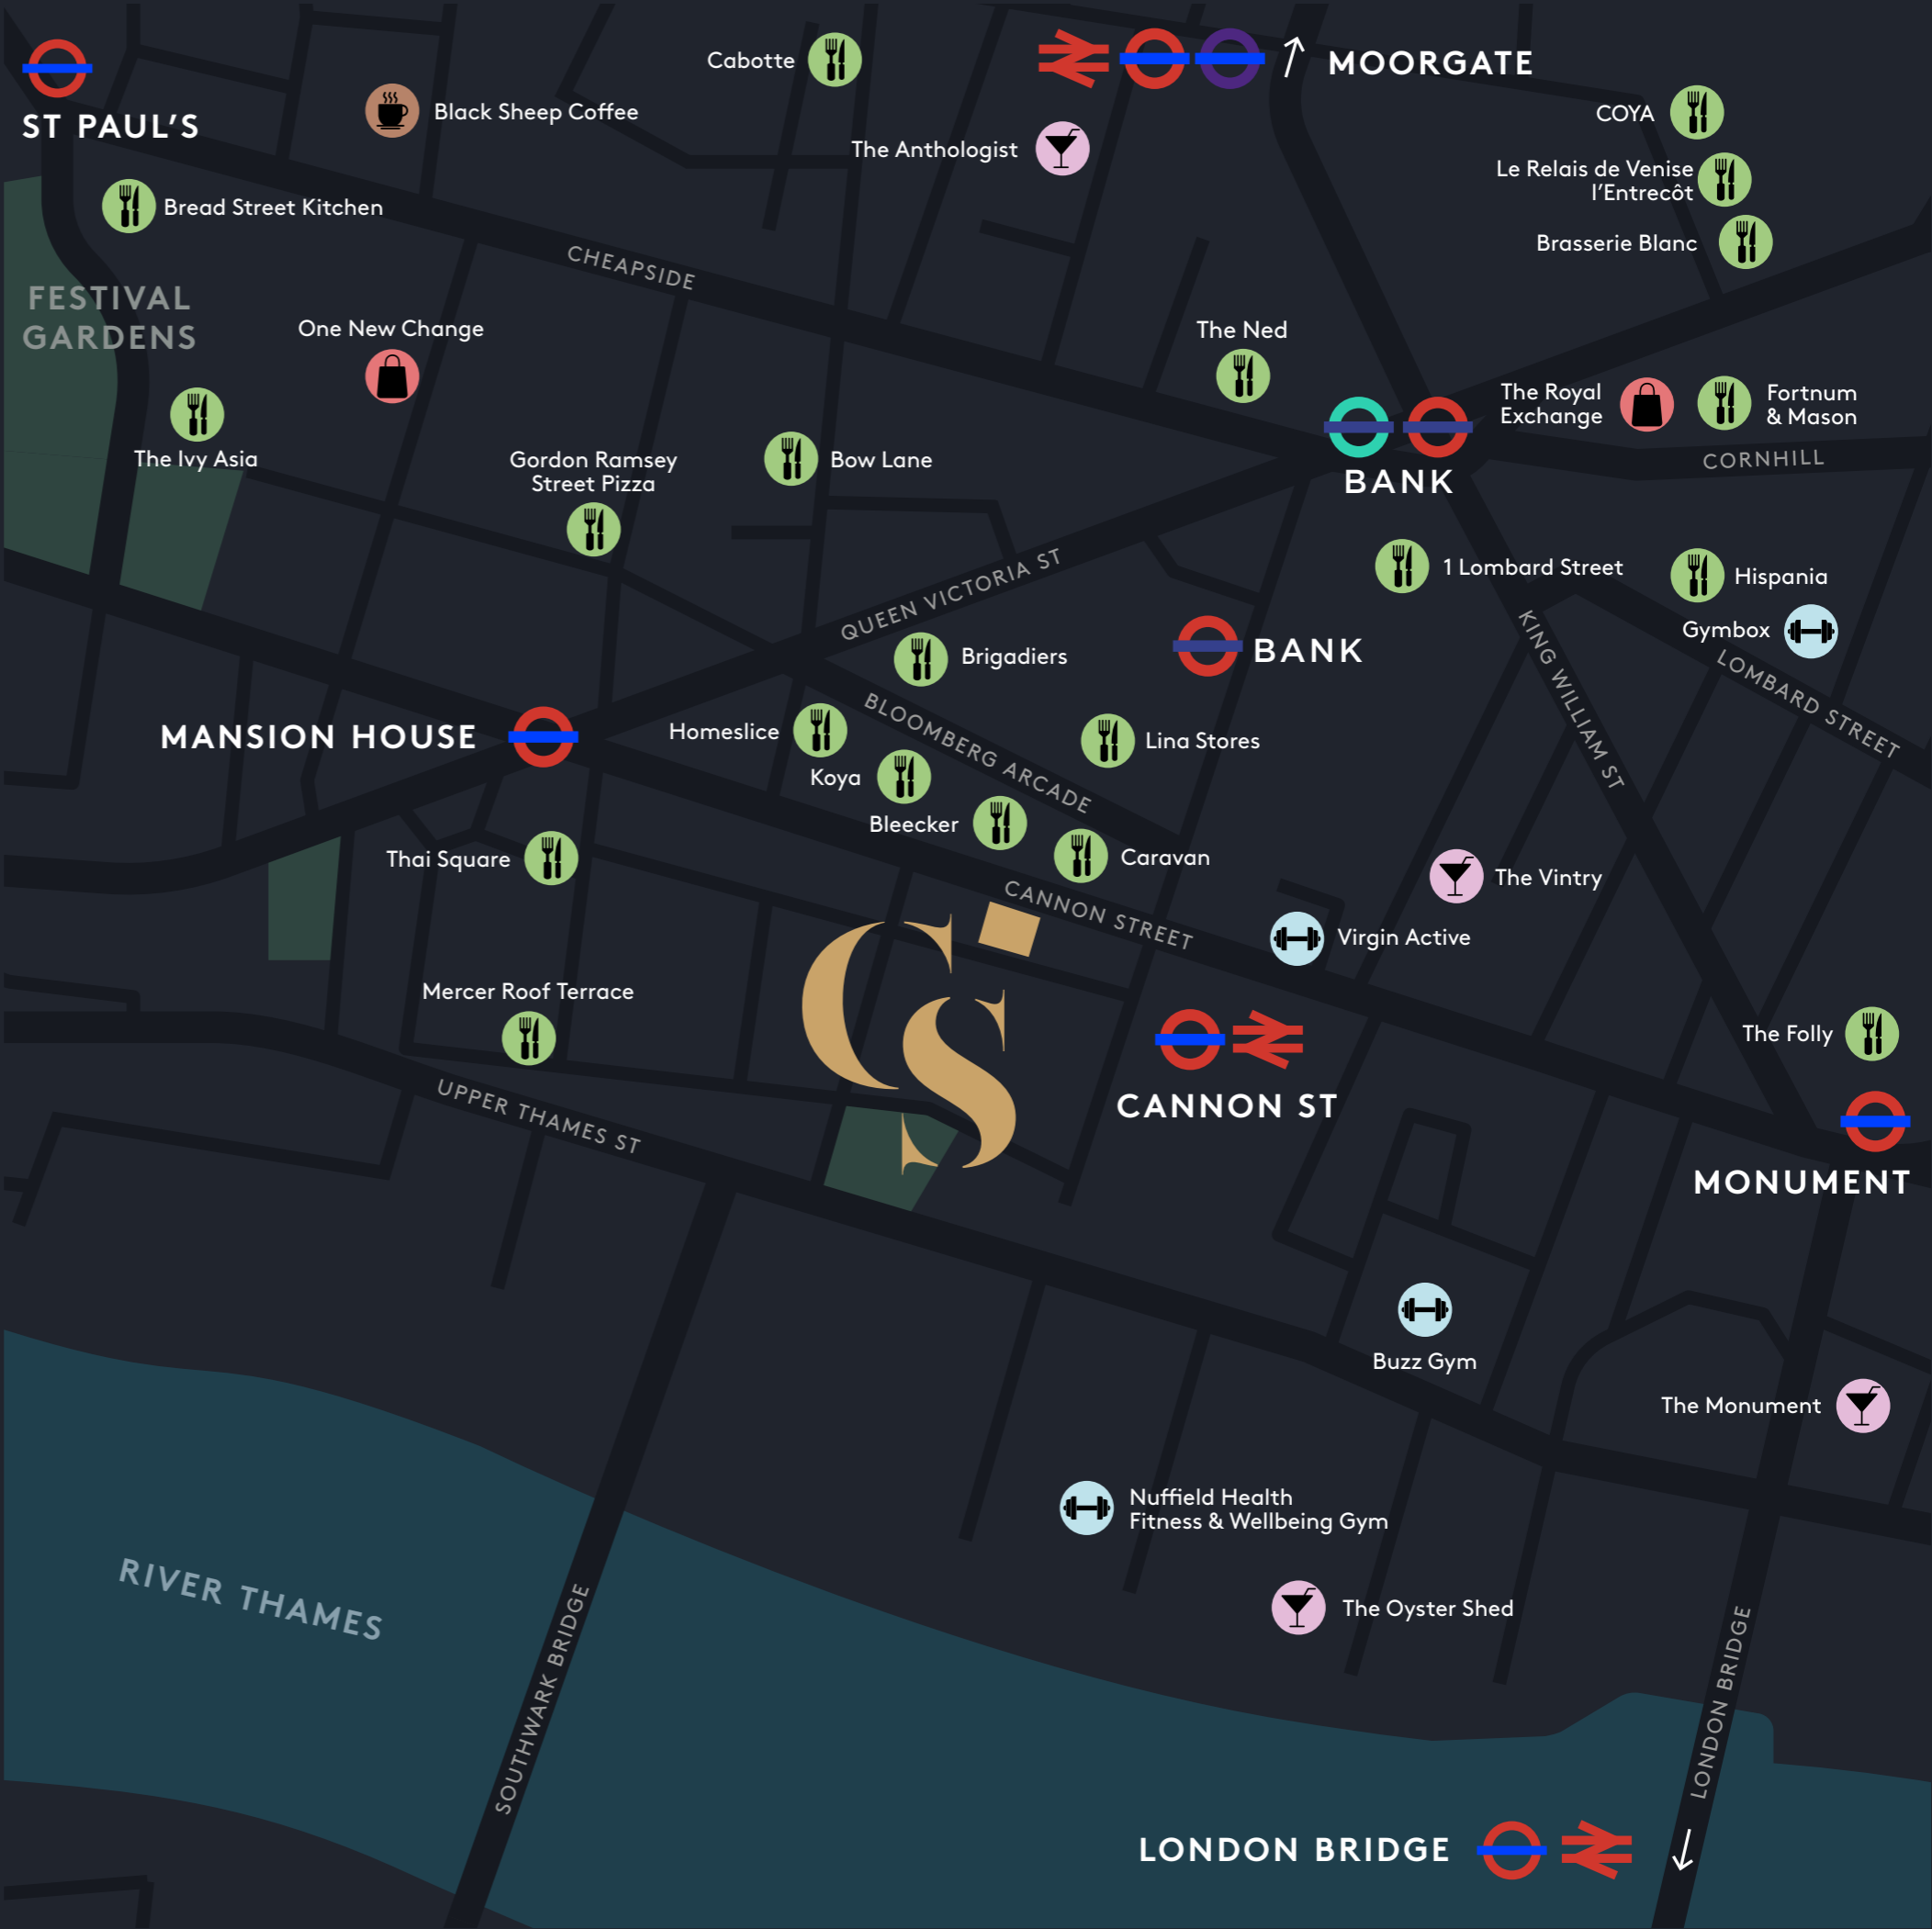 Cabotte
MOORGATE
ST PAUL'S
Black Sheep Coffee
COYA
The Anthologist
Le Relais de Venise
l'Entrecôt
Bread Street Kitchen
Brasserie Blanc
CHEAPSIDE
FESTIVAL
GARDENS
One New Change
The Ned
The Royal
Exchange
Fortnum
& Mason
The Ivy Asia
Gordon Ramsey
Street Pizza
Bow Lane
BANK
CORNHILL
QUEEN VICTORIA ST
1 Lombard Street
Hispania
Gymbox
Brigadiers
BANK
KING WILLIAM ST
LOMBARD STREET
MANSION HOUSE
Homeslice
BLOOMBERG ARCADE
Lina Stores
Koya
Bleecker
Thai Square
Caravan
The Vintry
CANNON STREET
Virgin Active
CS
Mercer Roof Terrace
The Folly
UPPER THAMES ST
CANNON ST
MONUMENT
Buzz Gym
The Monument
Nuffield Health
Fitness & Wellbeing Gym
RIVER THAMES
The Oyster Shed
SOUTHWARK BRIDGE
LONDON BRIDGE
LONDON BRIDGE